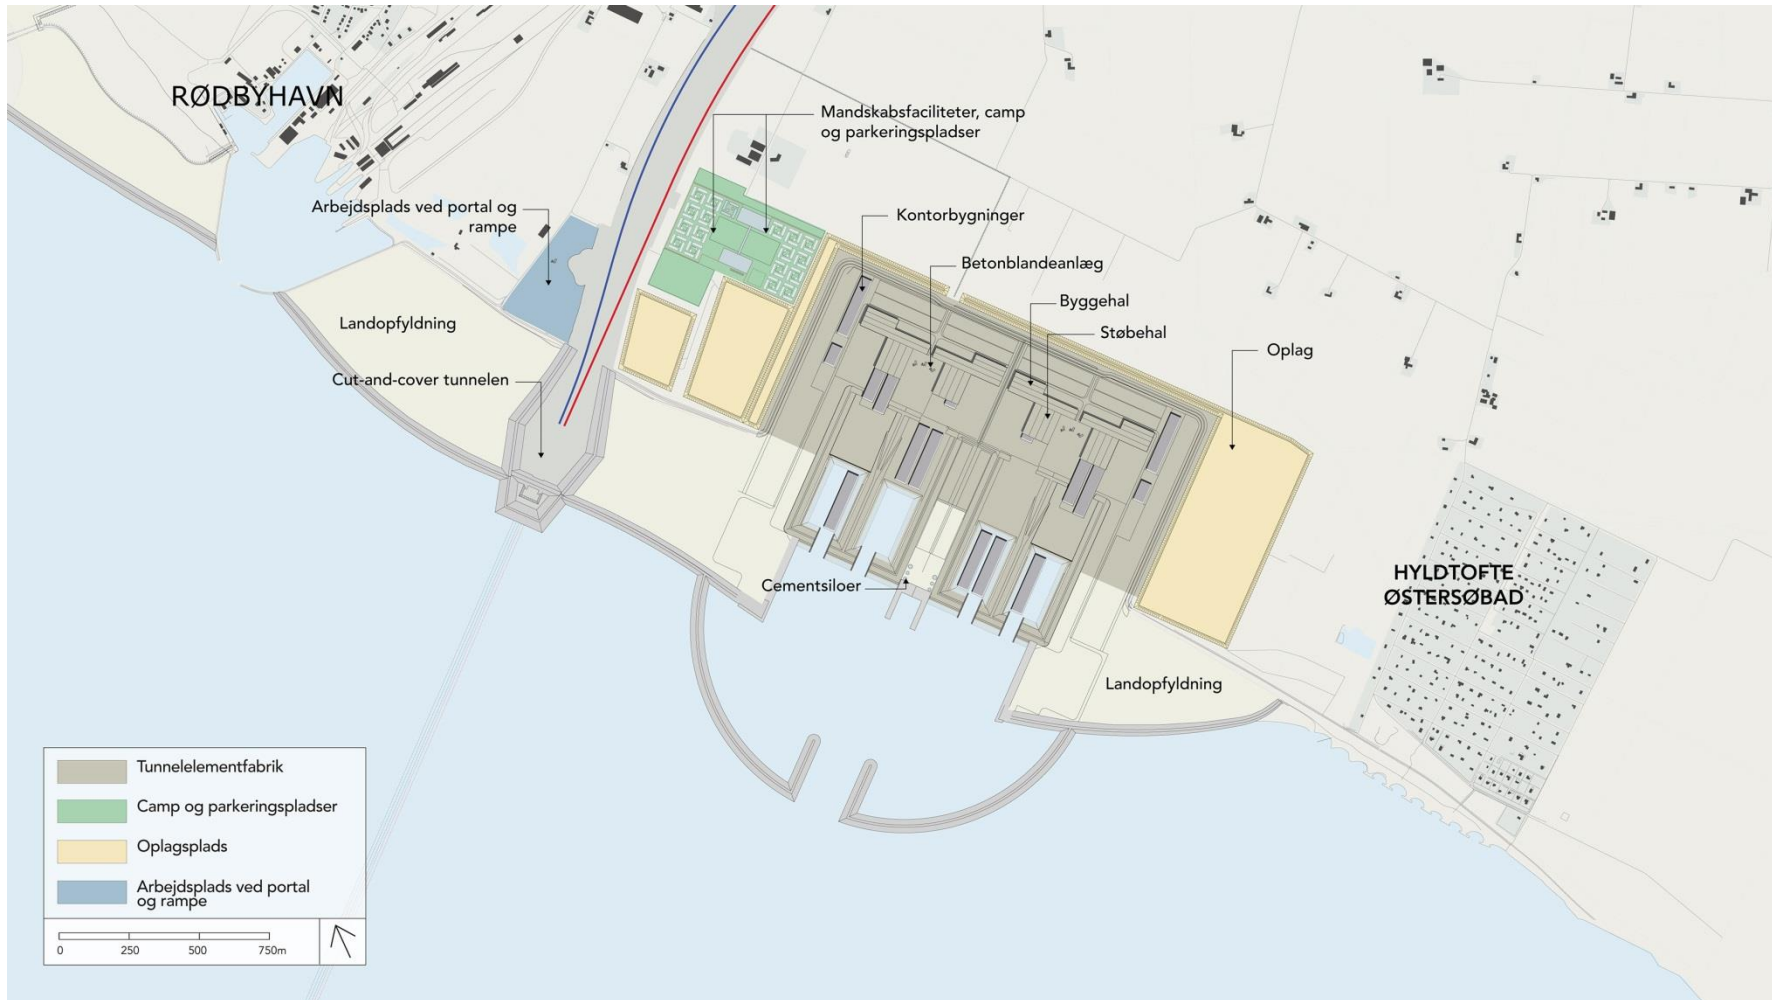 RØDBYHAVN
Mandskabsfaciliteter, camp
og parkeringspladser
Arbejdsplads ved portal og
rampe
Kontorbygninger
Betonblandeanlæg
Byggehal
Støbehal
Oplag
Landopfyldning
Cut-and-cover tunnelen
Cementsiloer
HYLDTOFTE
ØSTERSØBAD
Landopfyldning
Tunnelelementfabrik
Camp og parkeringspladser
Oplagsplads
Arbejdsplads ved portal
og rampe
0 250 500 750m